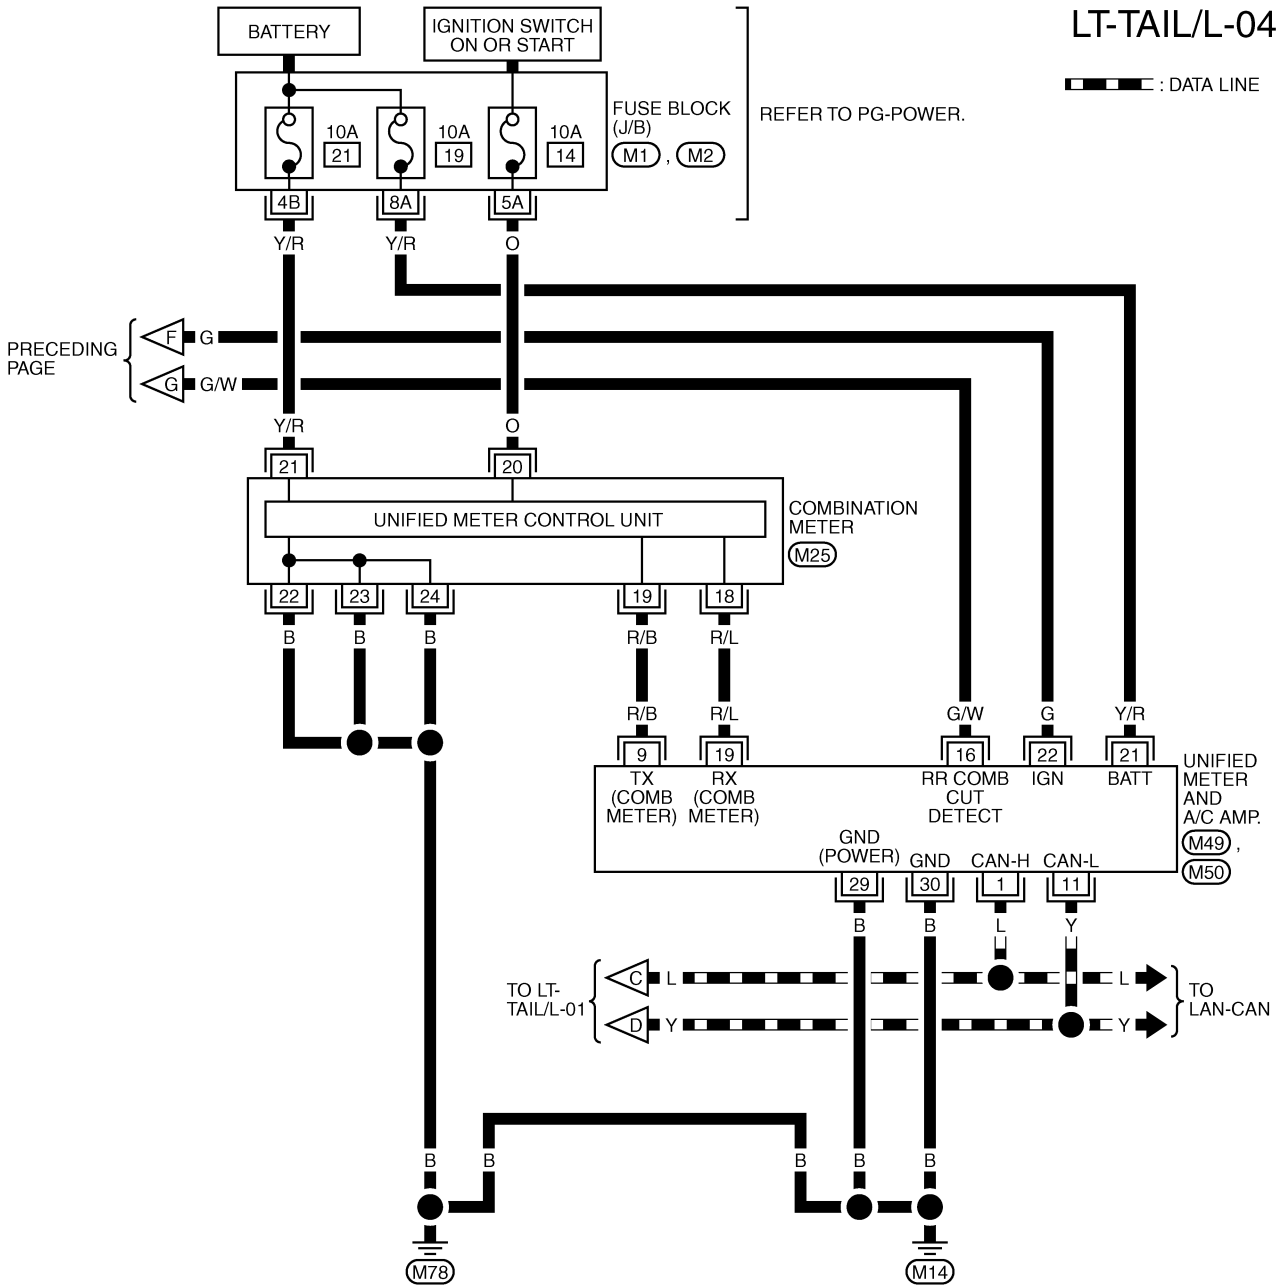 LT-TAIL/L-04
: DATA LINE
BATTERY
IGNITION SWITCH
ON OR START
FUSE BLOCK
(J/B)
M1 , M2
REFER TO PG-POWER.
10A
21
10A
19
10A
14
4B
8A
5A
Y/R
Y/R
O
PRECEDING
PAGE
F
G
G
G/W
Y/R
O
21
20
UNIFIED METER CONTROL UNIT
COMBINATION
METER
M25
22
23
24
19
18
B
B
B
R/B
R/L
R/B
R/L
G/W
G
Y/R
9
19
16
22
21
TX
(COMB
METER)
RX
(COMB
METER)
RR COMB
CUT
DETECT
IGN
BATT
UNIFIED
METER
AND
A/C AMP.
M49 ,
M50
GND
(POWER)
GND
CAN-H
CAN-L
29
30
1
11
B
B
L
Y
TO LT-
TAIL/L-01
C
L
D
Y
L
Y
TO
LAN-CAN
B
B
B
B
B
M78
M14